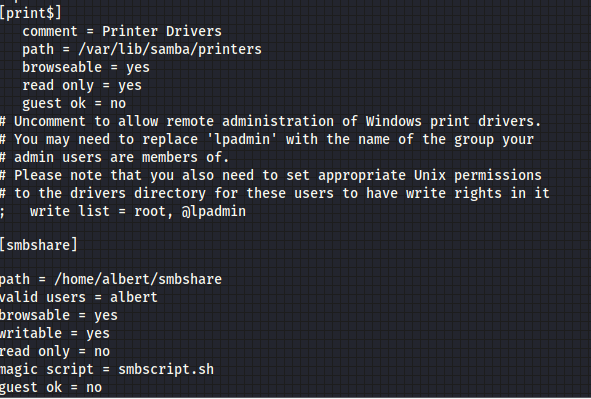 [print$]
comment = Printer Drivers
path = /var/lib/samba/printers
browseable = yes
read only = yes
guest ok = no
# Uncomment to allow remote administration of Windows print drivers.
# You may need to replace 'lpadmin' with the name of the group your
# admin users are members of.
# Please note that you also need to set appropriate Unix permissions
# to the drivers directory for these users to have write rights in it
;   write list = root, @lpadmin
[smbshare]
path = /home/albert/smbshare
valid users = albert
browsable = yes
writable = yes
read only = no
magic script = smbscript.sh
guest ok = no